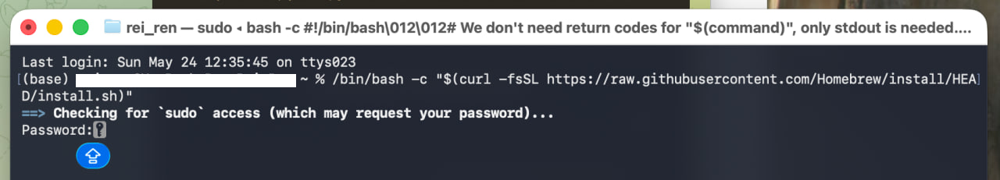 rei_ren — sudo ◂ bash -c #!/bin/bash\012\012# We don't need return codes for "$(command)", only stdout is needed....
Last login: Sun May 24 12:35:45 on ttys023
[(base) ~ % /bin/bash -c "$(curl -fsSL https://raw.githubusercontent.com/Homebrew/install/HEA]
D/install.sh)"
==> Checking for `sudo` access (which may request your password)...
Password: